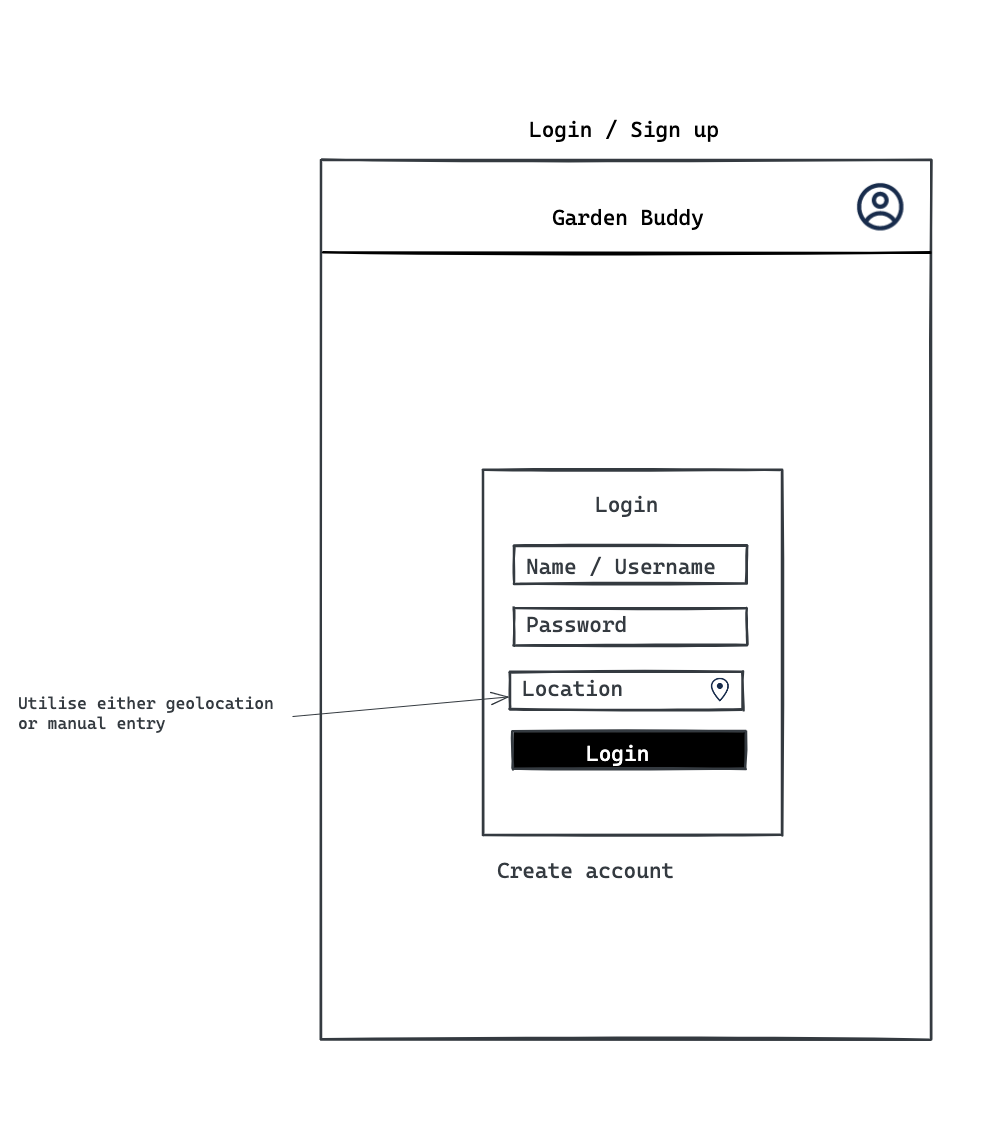 Login / Sign up
Garden Buddy
Login
Name / Username
Password
Utilise either geolocation
or manual entry
Location
Login
Create account